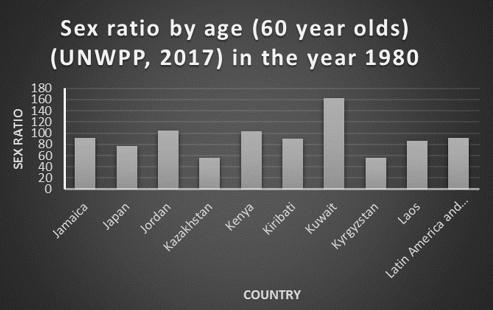 Sex ratio by age (60 year olds)
(UNWPP, 2017) in the year 1980
SEX RATIO
180
160
140
120
100
80
60
40
20
0
Jamaica
Japan
Jordan
Kazakhstan
Kenya
Kiribati
Kuwait
Kyrgyzstan
Laos
Latin America and...
COUNTRY